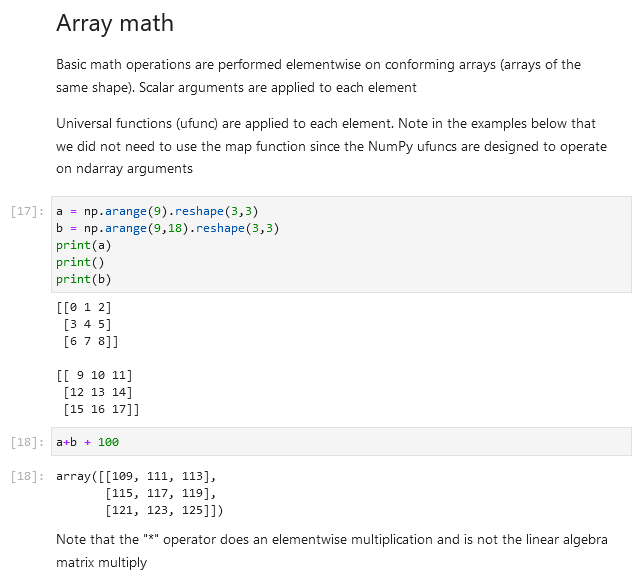 Array math
Basic math operations are performed elementwise on conforming arrays (arrays of the
same shape). Scalar arguments are applied to each element
Universal functions (ufunc) are applied to each element. Note in the examples below that
we did not need to use the map function since the NumPy ufuncs are designed to operate
on ndarray arguments
[17]: a = np.arange(9).reshape(3,3)
b = np.arange(9,18).reshape(3,3)
print(a)
print()
print(b)
[[0 1 2]
 [3 4 5]
 [6 7 8]]
[[ 9 10 11]
 [12 13 14]
 [15 16 17]]
[18]: a+b + 100
[18]: array([[109, 111, 113],
       [115, 117, 119],
       [121, 123, 125]])
Note that the "*" operator does an elementwise multiplication and is not the linear algebra
matrix multiply